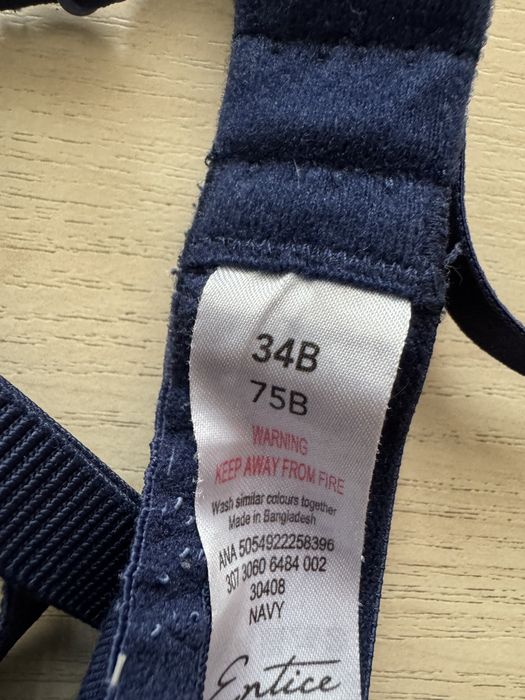 34B
75B
WARNING
KEEP AWAY FROM FIRE
Wash similar colours together
Made in Bangladesh
ANA 5054922258396
307 3060 6484 002
30408
NAVY
Entice